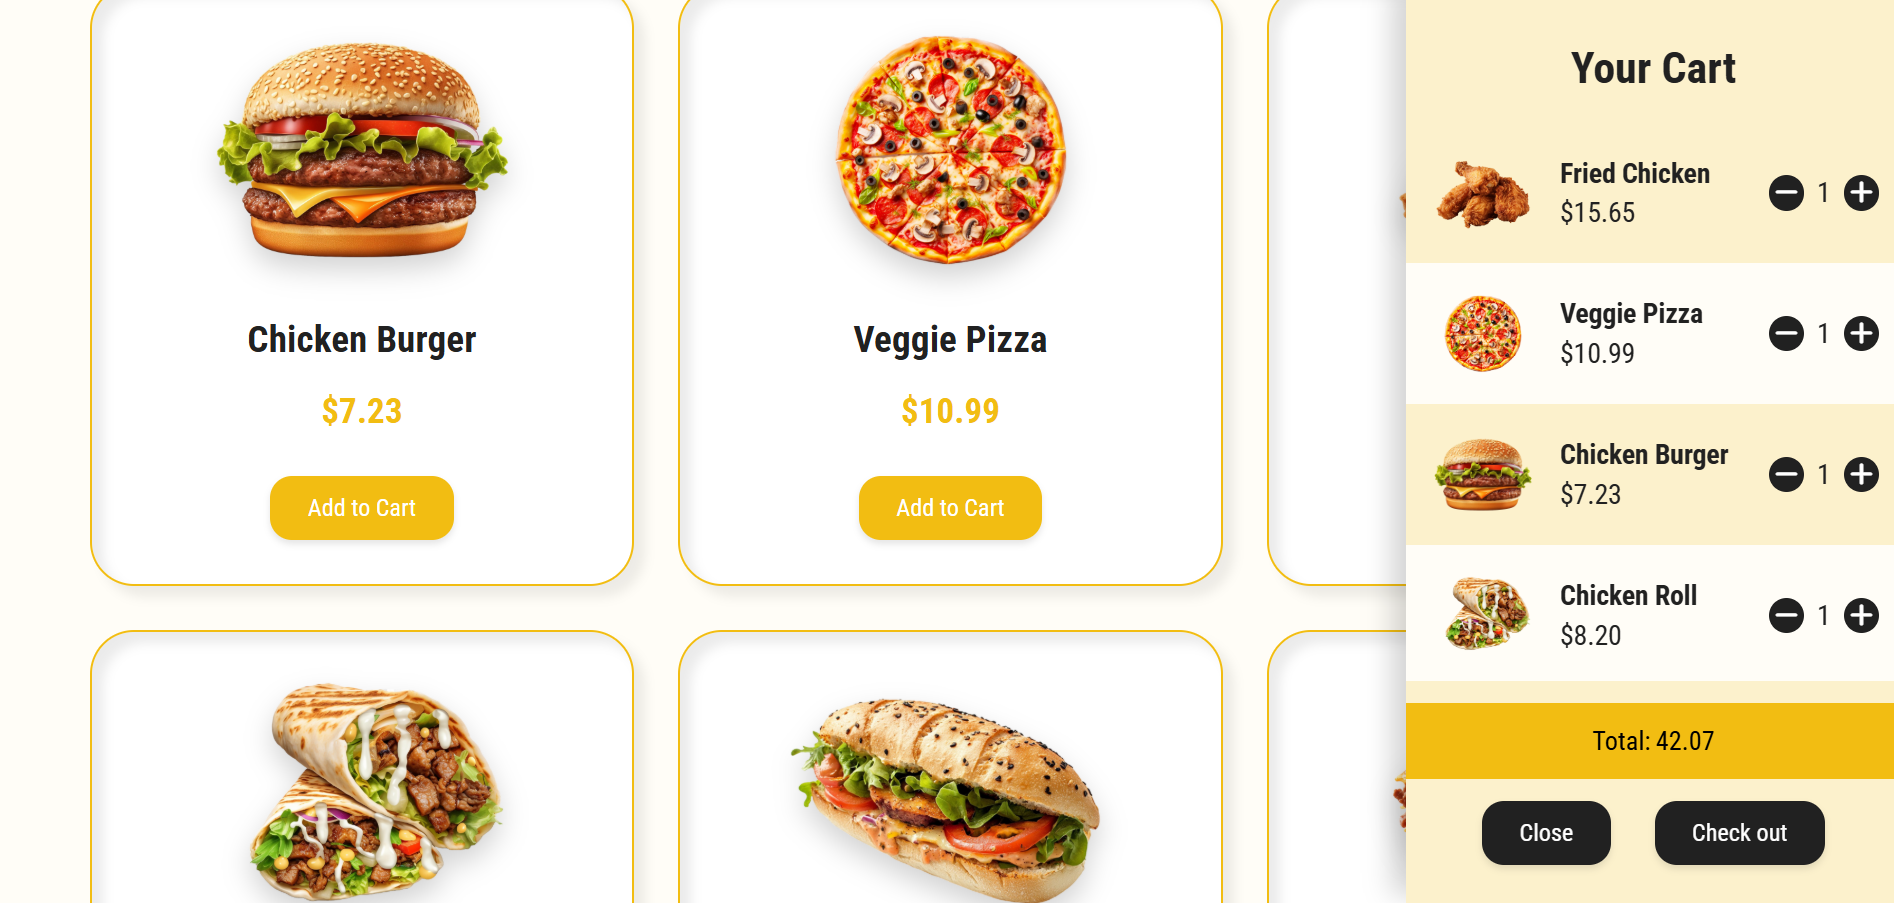 Chicken Burger
$7.23
Add to Cart
Veggie Pizza
$10.99
Add to Cart
Your Cart
Fried Chicken
$15.65
1
Veggie Pizza
$10.99
1
Chicken Burger
$7.23
1
Chicken Roll
$8.20
1
Total: 42.07
Close
Check out